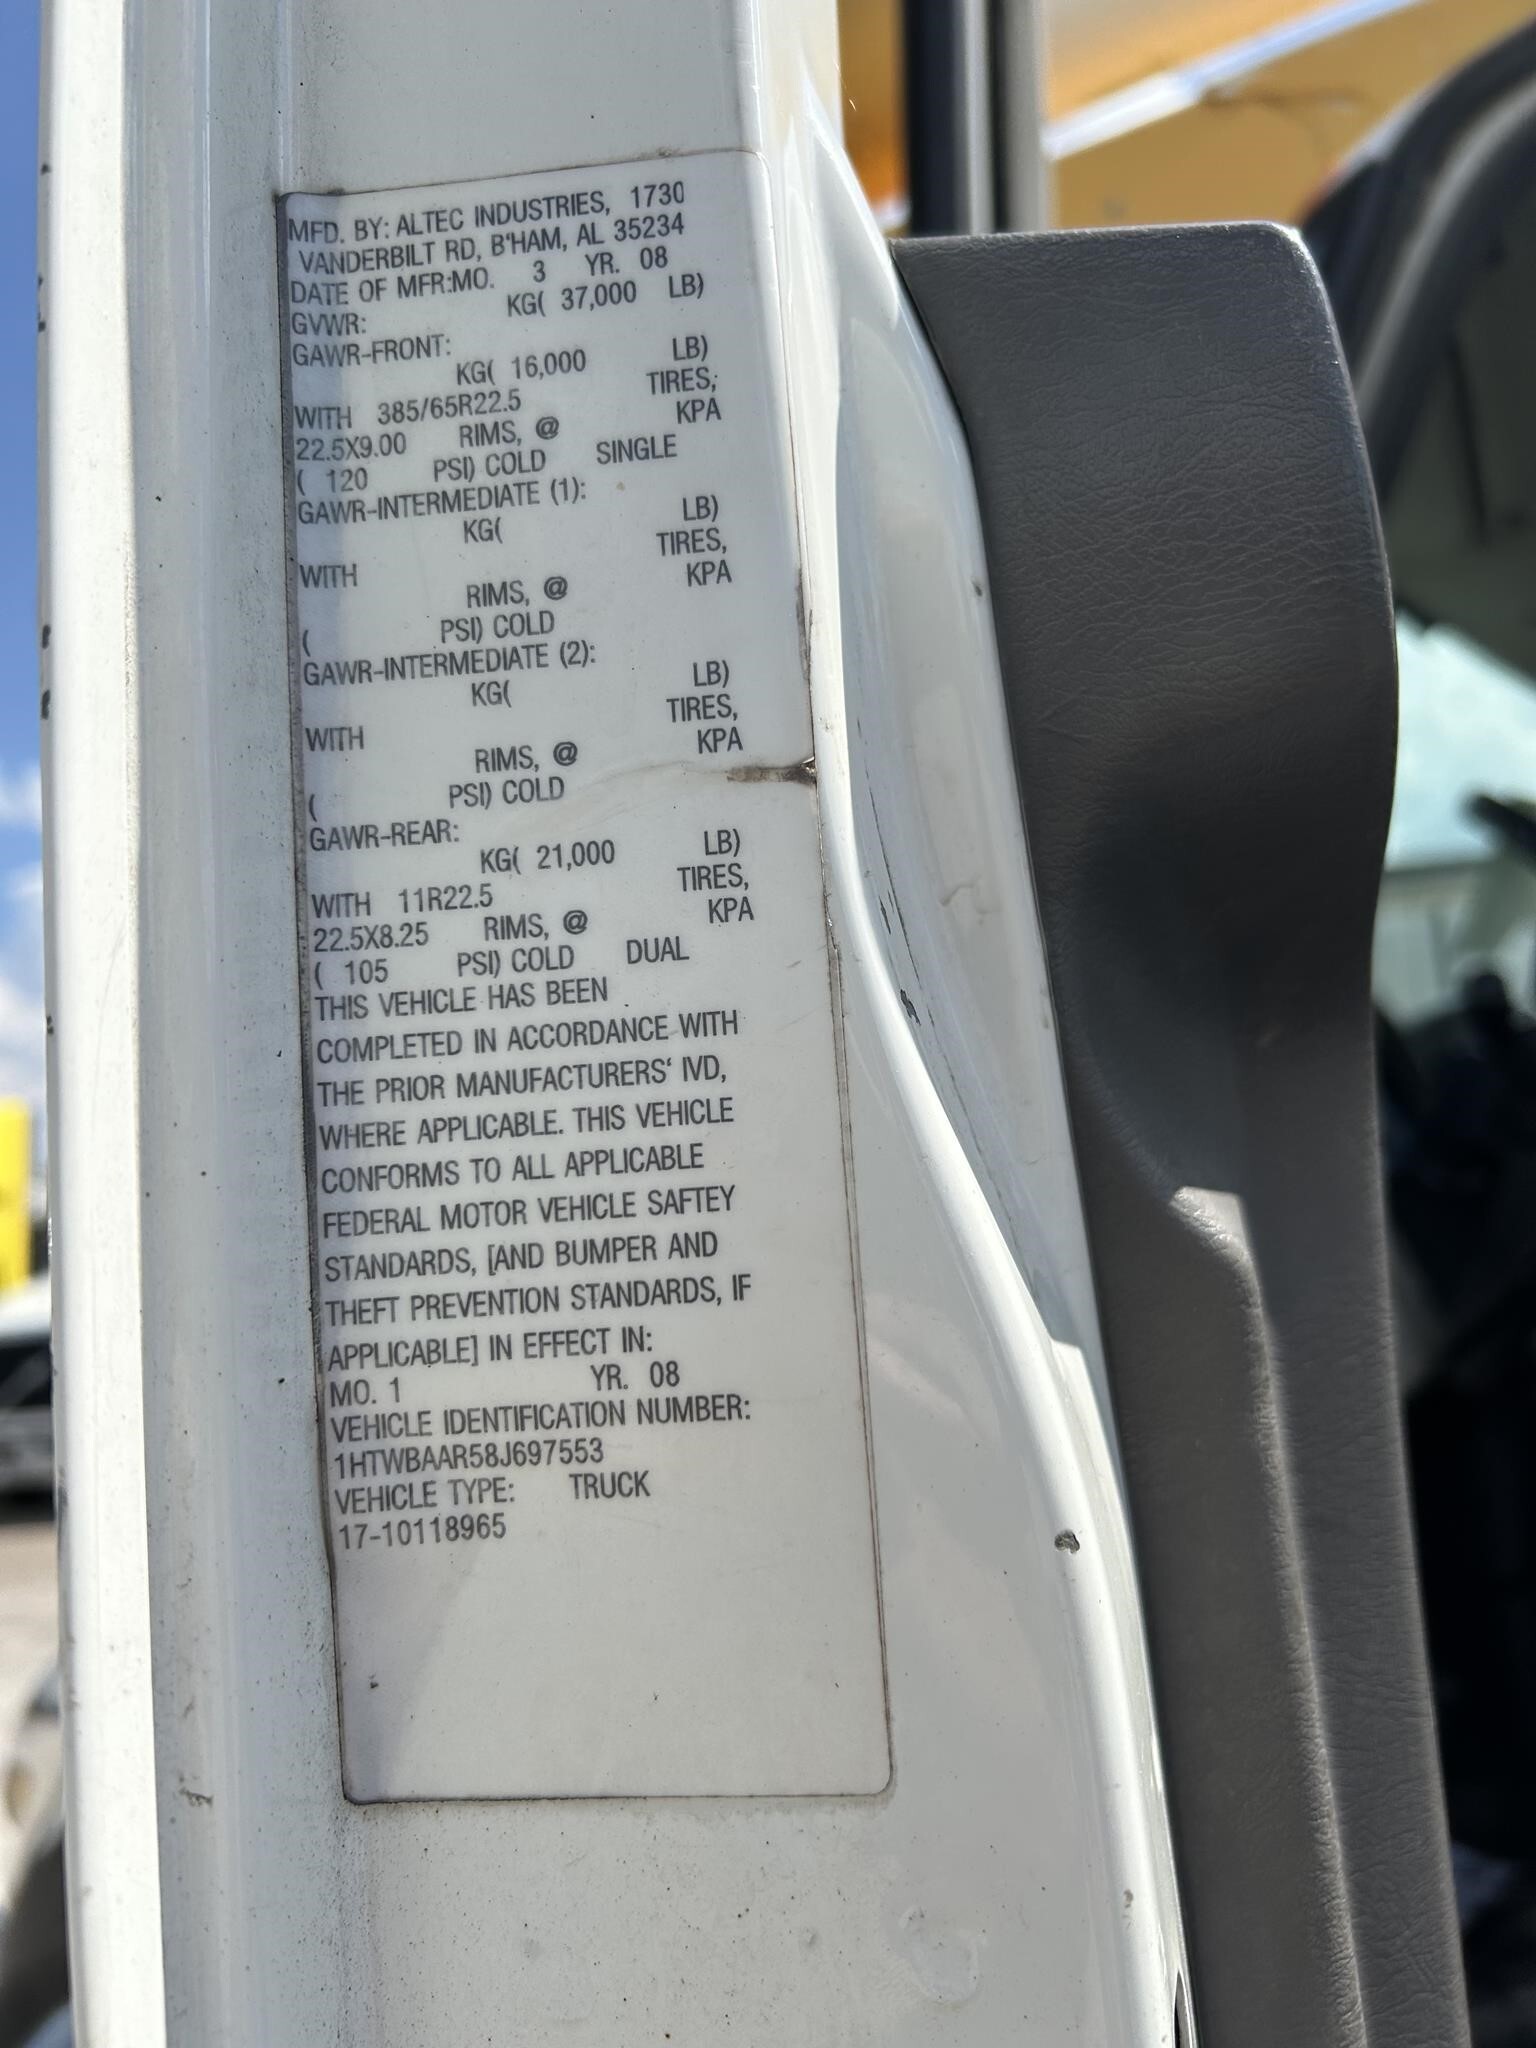 MFD. BY: ALTEC INDUSTRIES, 1730
VANDERBILT RD, B'HAM, AL 35234
DATE OF MFR:MO. 3 YR. 08
GVWR: KG( 37,000 LB)
GAWR-FRONT:
KG( 16,000 LB)
WITH 385/65R22.5 TIRES,
22.5X9.00 RIMS, @ KPA
( 120 PSI) COLD SINGLE
GAWR-INTERMEDIATE (1):
KG( LB)
WITH TIRES,
RIMS, @ KPA
( PSI) COLD
GAWR-INTERMEDIATE (2):
KG( LB)
WITH TIRES,
RIMS, @ KPA
( PSI) COLD
GAWR-REAR:
KG( 21,000 LB)
WITH 11R22.5 TIRES,
22.5X8.25 RIMS, @ KPA
( 105 PSI) COLD DUAL
THIS VEHICLE HAS BEEN
COMPLETED IN ACCORDANCE WITH
THE PRIOR MANUFACTURERS' IVD,
WHERE APPLICABLE. THIS VEHICLE
CONFORMS TO ALL APPLICABLE
FEDERAL MOTOR VEHICLE SAFTEY
STANDARDS, [AND BUMPER AND
THEFT PREVENTION STANDARDS, IF
APPLICABLE] IN EFFECT IN:
MO. 1 YR. 08
VEHICLE IDENTIFICATION NUMBER:
1HTWBAAR58J697553
VEHICLE TYPE: TRUCK
17-10118965